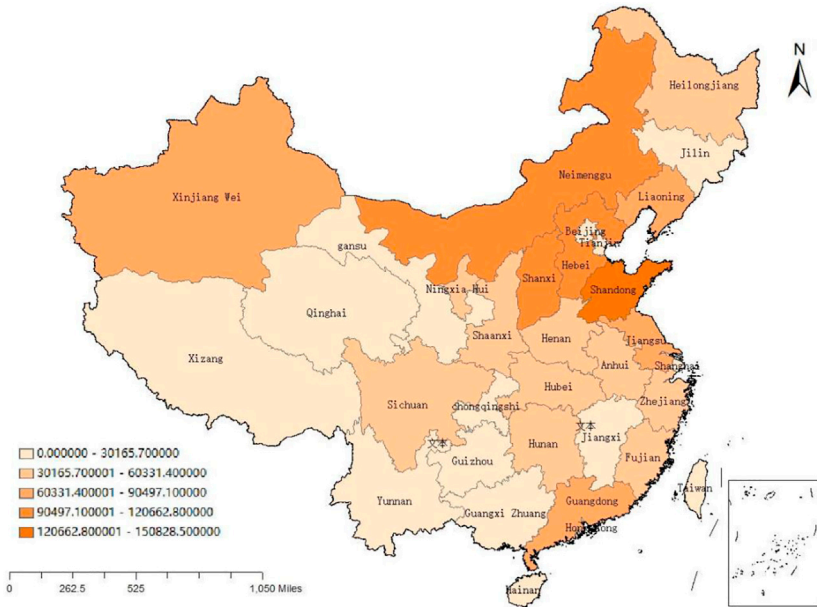 N
Heilongjiang
Jilin
Neimenggu
Xinjiang Wei
Liaoning
Beijing
Tianjin
gansu
Hebei
Shanxi
Shandong
Ningxia Hui
Qinghai
Shaanxi
Henan
Jiangsu
Xizang
Anhui
Shanghai
Hubei
Zhejiang
Sichuan
chongqingshi
文本
文本
Jiangxi
Hunan
Guizhou
Fujian
0.000000 - 30165.700000
30165.700001 - 60331.400000
60331.400001 - 90497.100000
90497.100001 - 120662.800000
120662.800001 - 150828.500000
Taiwan
Yunnan
Guangxi Zhuang
Guangdong
Hong Kong
Hainan
0 262.5 525 1,050 Miles